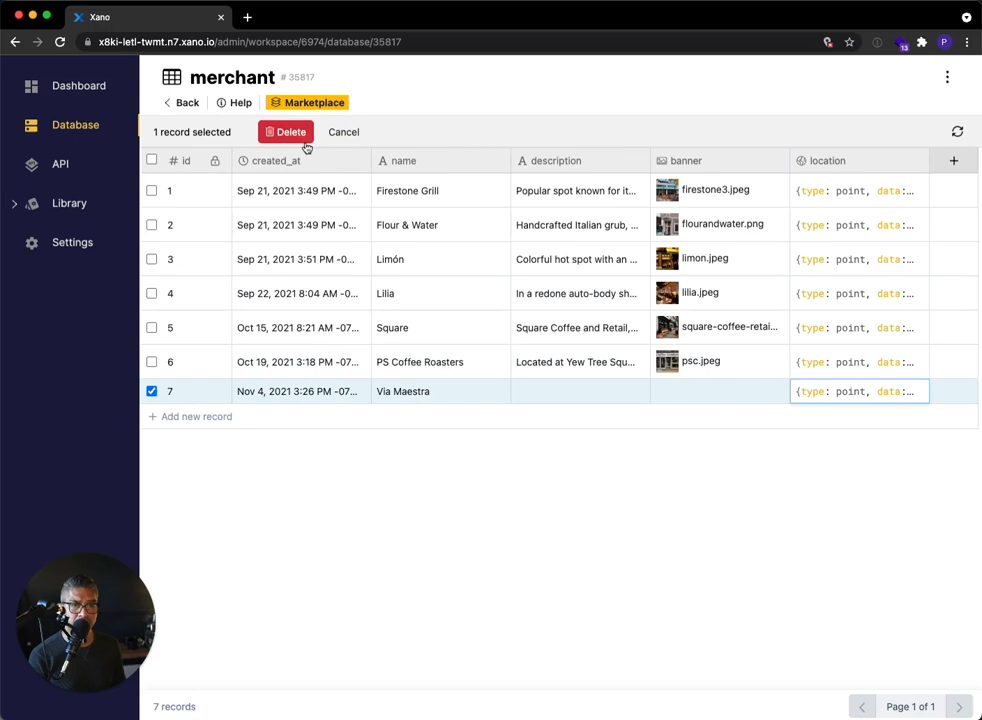 Xano
x8ki-letl-twmt.n7.xano.io/admin/workspace/6974/database/35817
13
P
Dashboard
Database
API
Library
Settings
merchant # 35817
Back Help Marketplace
1 record selected Delete Cancel
# id created_at name description banner location
1 Sep 21, 2021 3:49 PM -0... Firestone Grill Popular spot known for it... firestone3.jpeg {type: point, data:...
2 Sep 21, 2021 3:49 PM -0... Flour & Water Handcrafted Italian grub, ... flourandwater.png {type: point, data:...
3 Sep 21, 2021 3:51 PM -0... Limón Colorful hot spot with an ... limon.jpeg {type: point, data:...
4 Sep 22, 2021 8:04 AM -0... Lilia In a redone auto-body sh... lilia.jpeg {type: point, data:...
5 Oct 15, 2021 8:21 AM -07... Square Square Coffee and Retail,... square-coffee-retai... {type: point, data:...
6 Oct 19, 2021 3:18 PM -07... PS Coffee Roasters Located at Yew Tree Squ... psc.jpeg {type: point, data:...
7 Nov 4, 2021 3:26 PM -07... Via Maestra {type: point, data:...
+ Add new record
7 records
Page 1 of 1